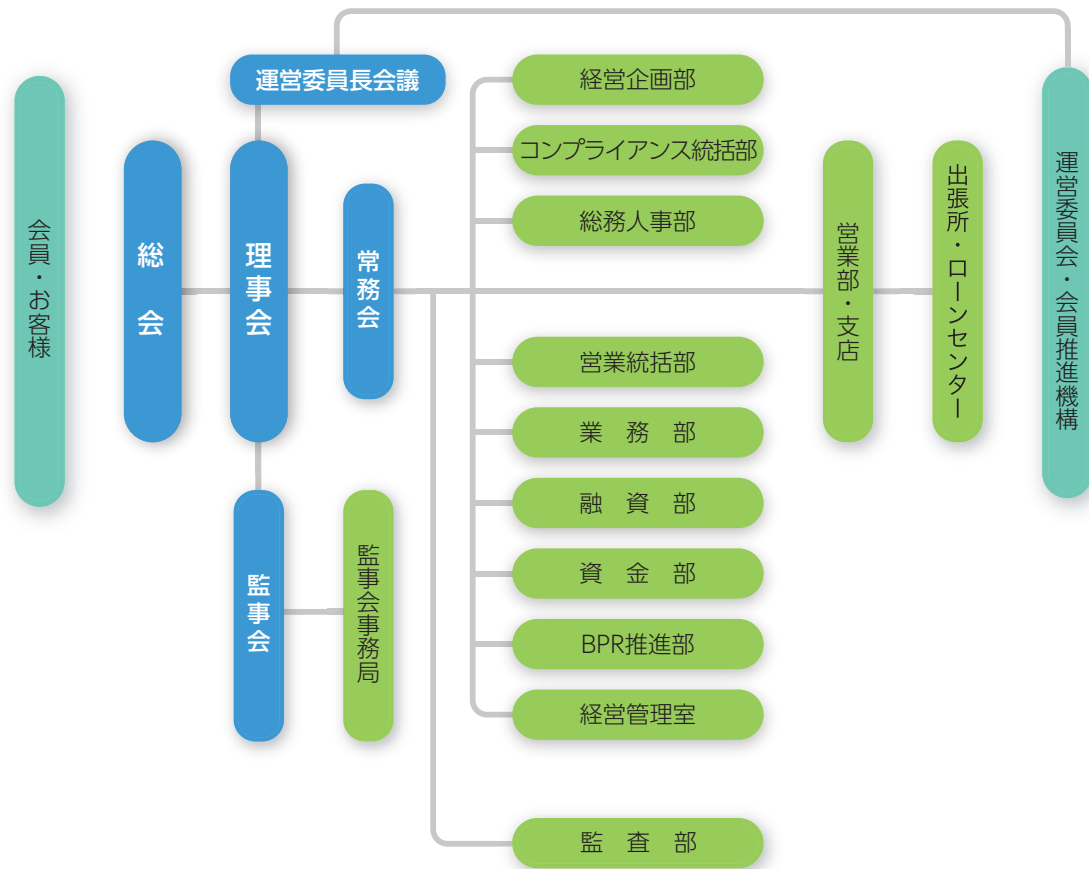 会員・お客様
総会
運営委員長会議
理事会
常務会
監事会
監事会事務局
経営企画部
コンプライアンス統括部
総務人事部
営業統括部
業務部
融資部
資金部
BPR推進部
経営管理室
監査部
営業部・支店
出張所・ローンセンター
運営委員会・会員推進機構